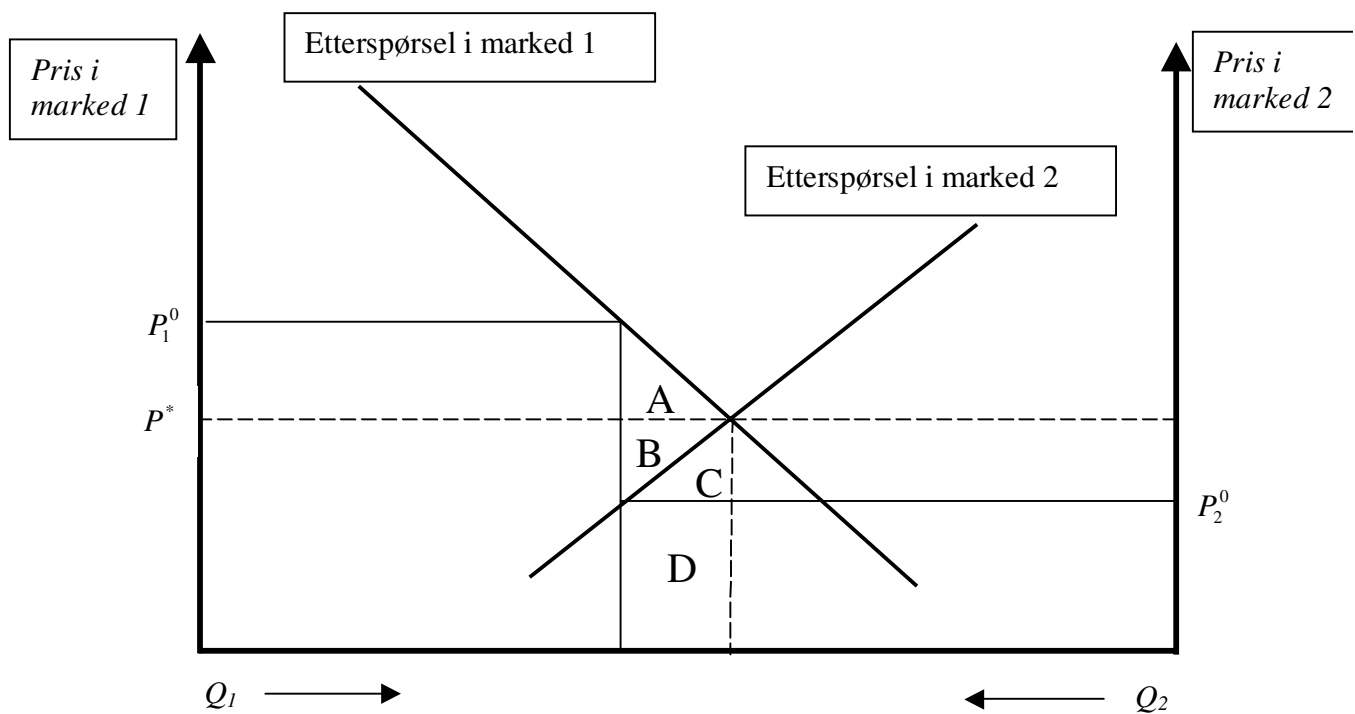 Etterspørsel i marked 1
Pris i
marked 1
Pris i
marked 2
Etterspørsel i marked 2
P₁⁰
A
P*
B
C
P₂⁰
D
Q₁
Q₂